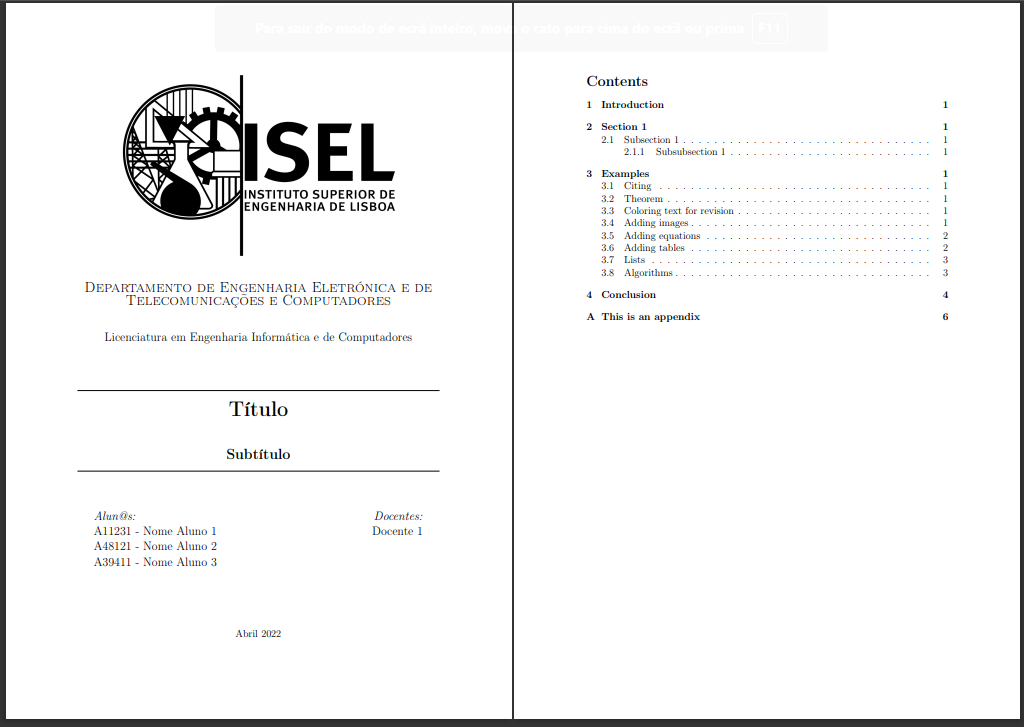 Para sair do modo de ecrã inteiro, mova o rato para cima do ecrã ou prima F11
ISEL
INSTITUTO SUPERIOR DE
ENGENHARIA DE LISBOA
Departamento de Engenharia Eletrónica e de
Telecomunicações e Computadores
Licenciatura em Engenharia Informática e de Computadores
Título
Subtítulo
Alun@s:
A11231 - Nome Aluno 1
A48121 - Nome Aluno 2
A39411 - Nome Aluno 3
Docentes:
Docente 1
Abril 2022
Contents
1 Introduction 1
2 Section 1 1
2.1 Subsection 1 . . . . . . . . . . . . . . . . . . . . . . . . . . . . . . . 1
2.1.1 Subsubsection 1 . . . . . . . . . . . . . . . . . . . . . . . . . . 1
3 Examples 1
3.1 Citing . . . . . . . . . . . . . . . . . . . . . . . . . . . . . . . . . . . 1
3.2 Theorem . . . . . . . . . . . . . . . . . . . . . . . . . . . . . . . . . 1
3.3 Coloring text for revision . . . . . . . . . . . . . . . . . . . . . . . . . 1
3.4 Adding images . . . . . . . . . . . . . . . . . . . . . . . . . . . . . . 1
3.5 Adding equations . . . . . . . . . . . . . . . . . . . . . . . . . . . . . 2
3.6 Adding tables . . . . . . . . . . . . . . . . . . . . . . . . . . . . . . . 2
3.7 Lists . . . . . . . . . . . . . . . . . . . . . . . . . . . . . . . . . . . . 3
3.8 Algorithms . . . . . . . . . . . . . . . . . . . . . . . . . . . . . . . . 3
4 Conclusion 4
A This is an appendix 6